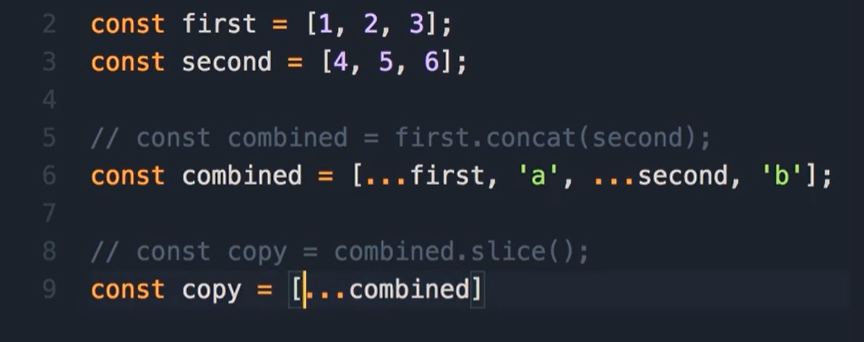 2 const first = [1, 2, 3];
3 const second = [4, 5, 6];
4
5 // const combined = first.concat(second);
6 const combined = [...first, 'a', ...second, 'b'];
7
8 // const copy = combined.slice();
9 const copy = [...combined]